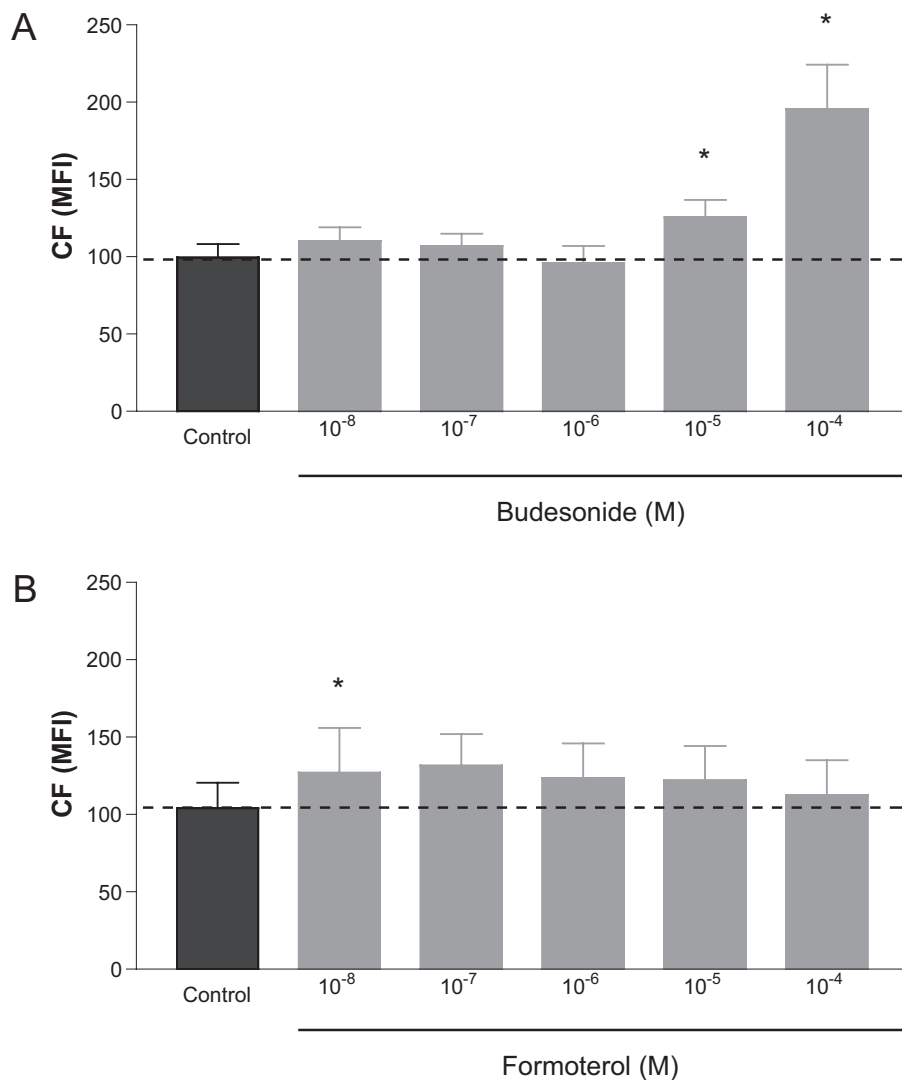 A
CF (MFI)
250
200
150
100
50
0
*
*
Control 10⁻⁸ 10⁻⁷ 10⁻⁶ 10⁻⁵ 10⁻⁴
Budesonide (M)
B
CF (MFI)
250
200
150
100
50
0
*
Control 10⁻⁸ 10⁻⁷ 10⁻⁶ 10⁻⁵ 10⁻⁴
Formoterol (M)